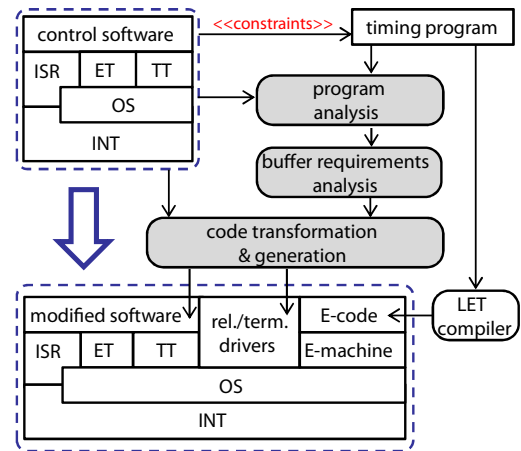 control software
<<constraints>>
timing program
ISR
ET
TT
OS
INT
program
analysis
buffer requirements
analysis
code transformation
& generation
modified software
rel./term.
drivers
E-code
LET
compiler
ISR
ET
TT
E-machine
OS
INT